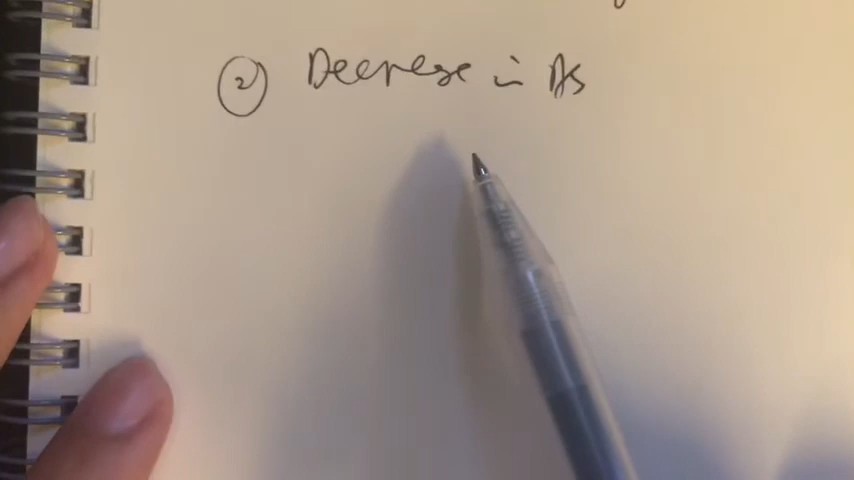 ② Decrease in As